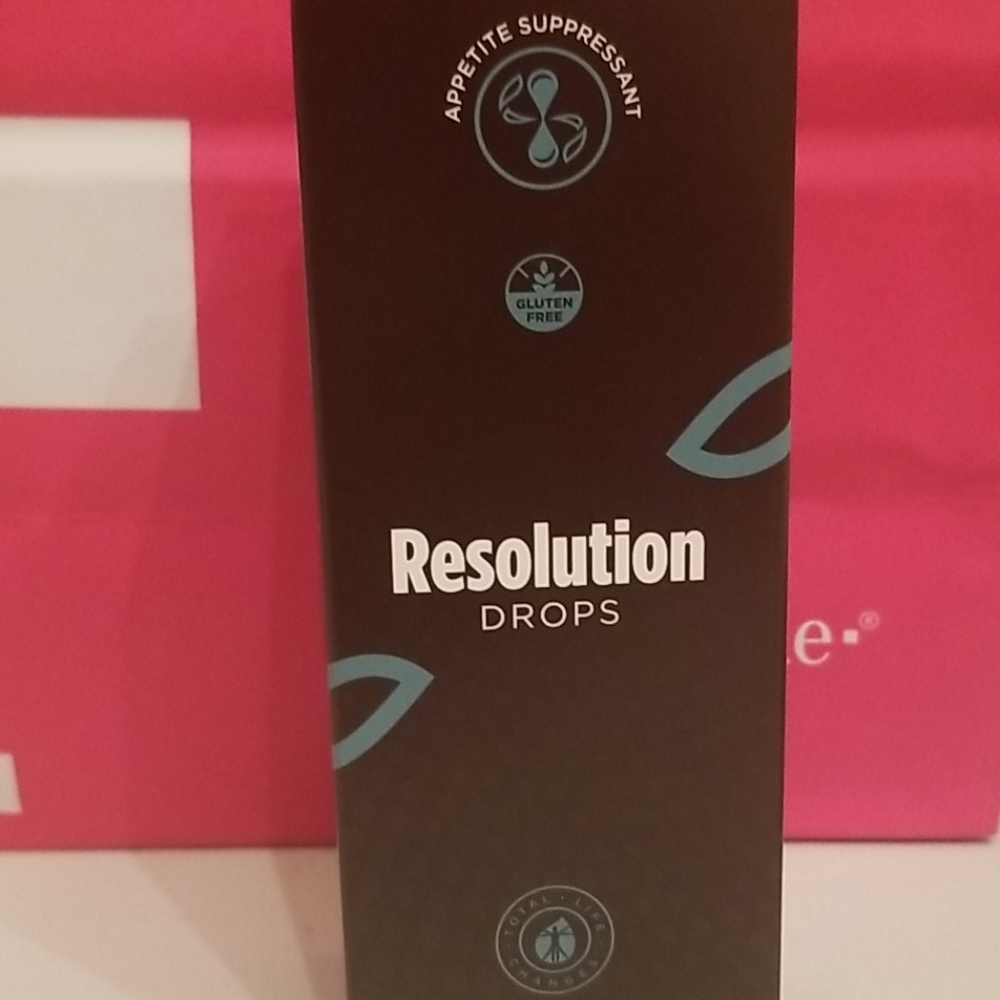 APPETITE SUPPRESSANT
GLUTEN
FREE
Resolution
DROPS
e·®
TOTAL · LIFE
· CHANGES ·